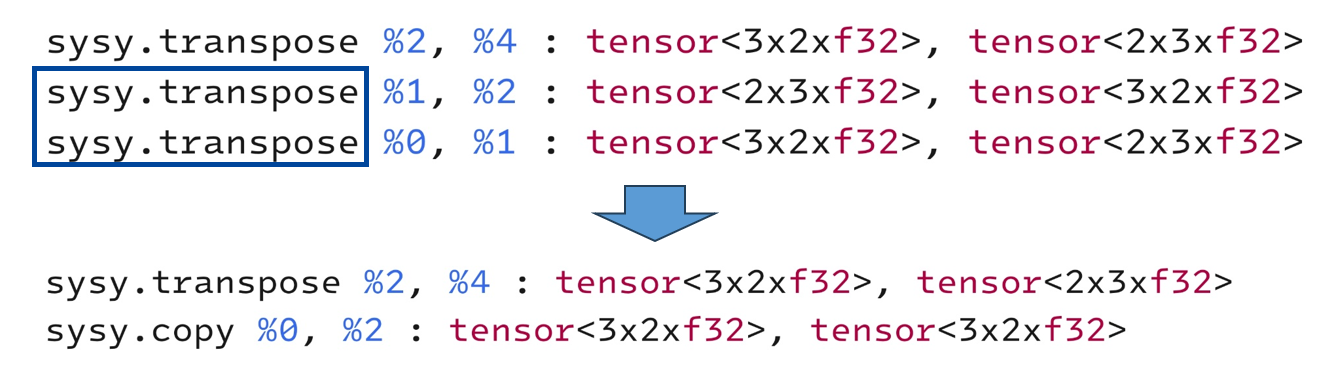 sysy.transpose %2, %4 : tensor<3x2xf32>, tensor<2x3xf32>
sysy.transpose %1, %2 : tensor<2x3xf32>, tensor<3x2xf32>
sysy.transpose %0, %1 : tensor<3x2xf32>, tensor<2x3xf32>
sysy.transpose %2, %4 : tensor<3x2xf32>, tensor<2x3xf32>
sysy.copy %0, %2 : tensor<3x2xf32>, tensor<3x2xf32>